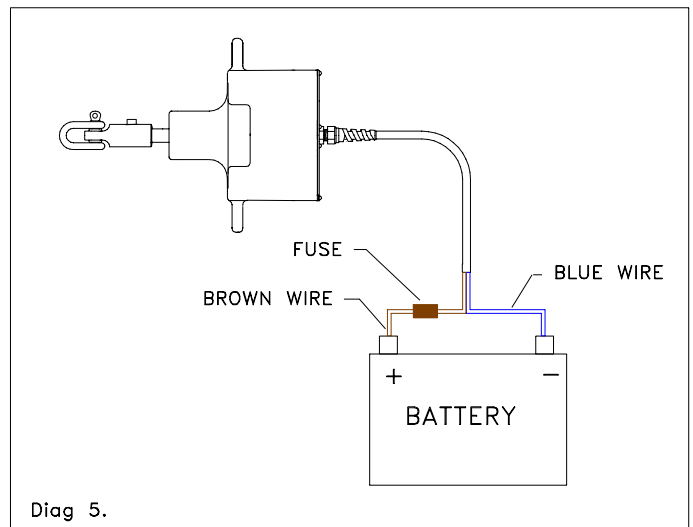 FUSE
BLUE WIRE
BROWN WIRE
+
−
BATTERY
Diag 5.